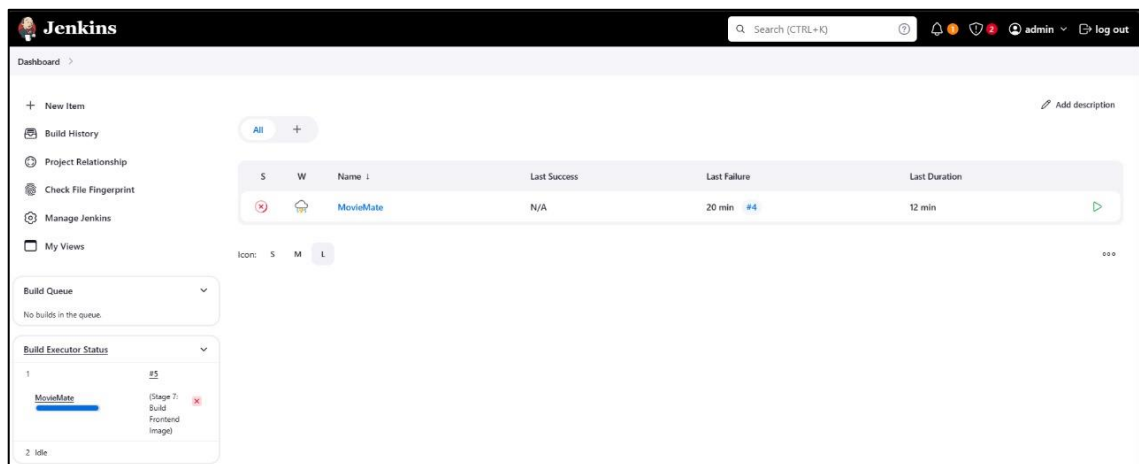 Jenkins
Search (CTRL+K)
1
2
admin
log out
Dashboard
New Item
Build History
Project Relationship
Check File Fingerprint
Manage Jenkins
My Views
Add description
All +
S W Name ↓ Last Success Last Failure Last Duration
MovieMate N/A 20 min #4 12 min
Icon: S M L
Build Queue
No builds in the queue.
Build Executor Status
1 #5
MovieMate (Stage 7:
Build
Frontend
Image)
2 Idle